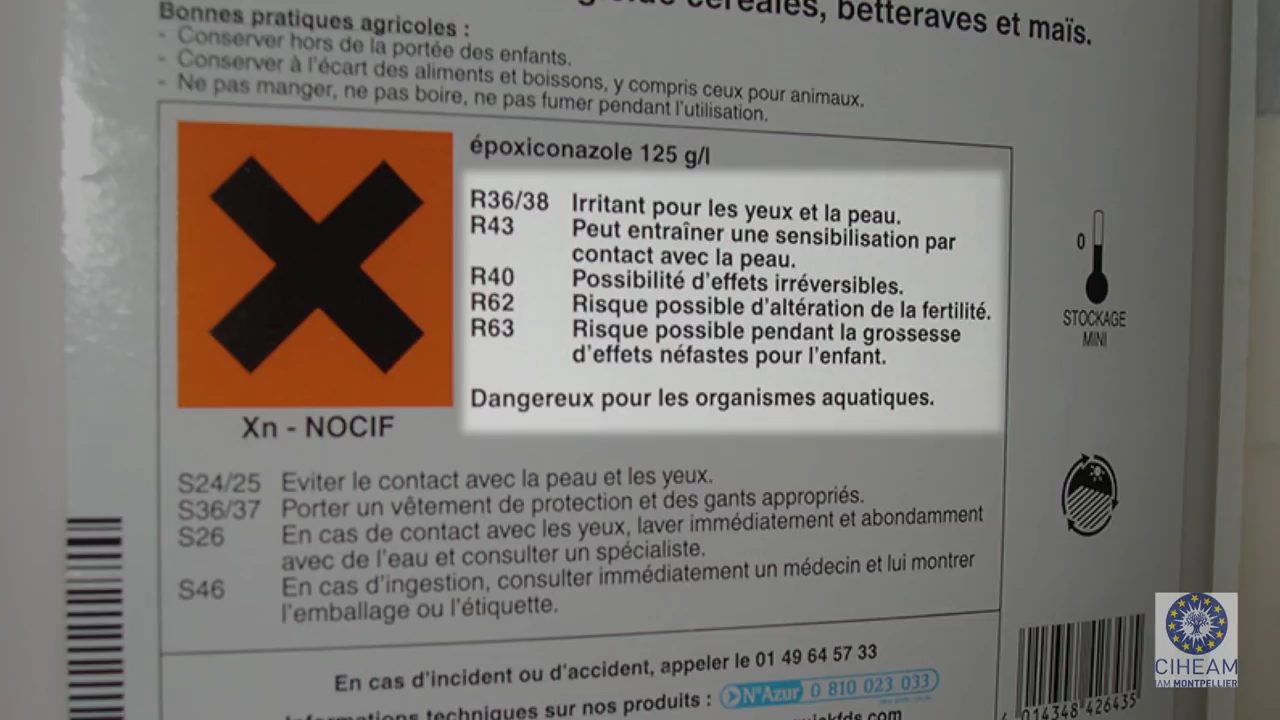 céréales, betteraves et maïs.
Bonnes pratiques agricoles :
- Conserver hors de la portée des enfants.
- Conserver à l'écart des aliments et boissons, y compris ceux pour animaux.
- Ne pas manger, ne pas boire, ne pas fumer pendant l'utilisation.
époxiconazole 125 g/l
R36/38 Irritant pour les yeux et la peau.
R43 Peut entraîner une sensibilisation par
contact avec la peau.
R40 Possibilité d'effets irréversibles.
R62 Risque possible d'altération de la fertilité.
R63 Risque possible pendant la grossesse
d'effets néfastes pour l'enfant.
Dangereux pour les organismes aquatiques.
Xn - NOCIF
0
STOCKAGE
MINI
S24/25 Eviter le contact avec la peau et les yeux.
S36/37 Porter un vêtement de protection et des gants appropriés.
S26 En cas de contact avec les yeux, laver immédiatement et abondamment
avec de l'eau et consulter un spécialiste.
S46 En cas d'ingestion, consulter immédiatement un médecin et lui montrer
l'emballage ou l'étiquette.
En cas d'incident ou d'accident, appeler le 01 49 64 57 33
techniques sur nos produits : N°Azur 0 810 023 033
014348 426435
CIHEAM
IAM MONTPELLIER